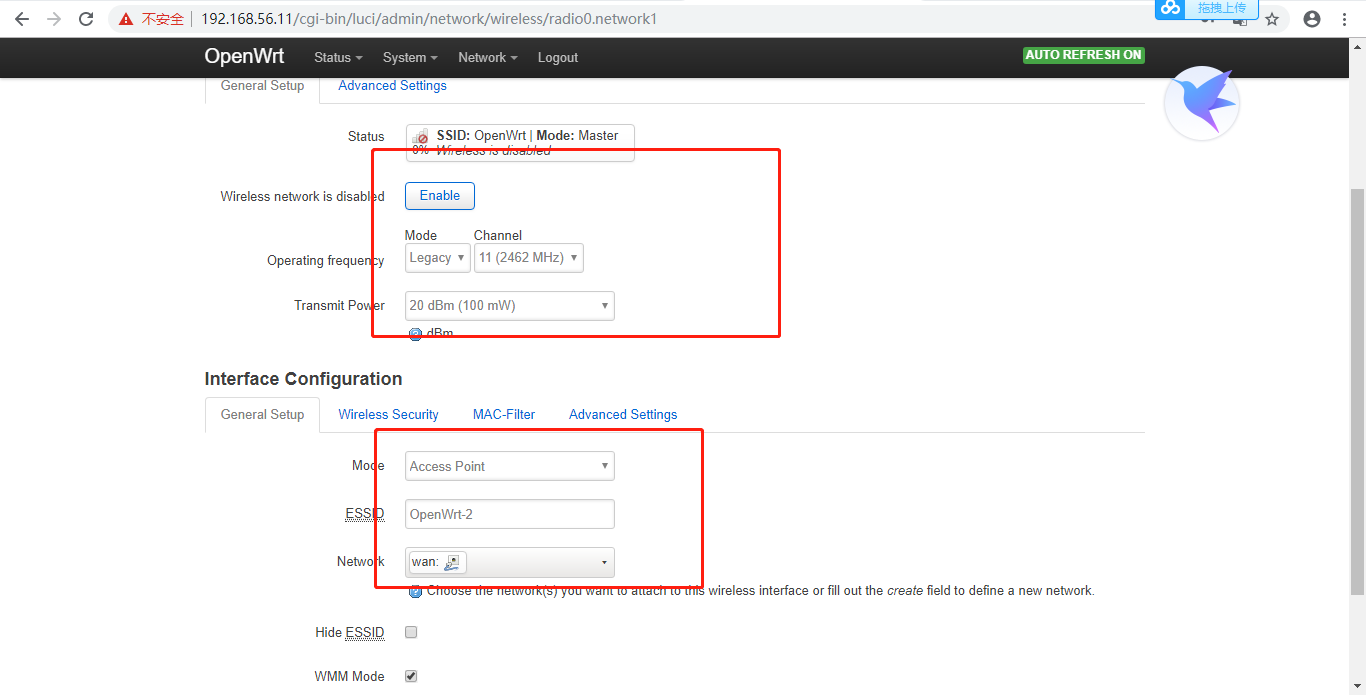 不安全 192.168.56.11/cgi-bin/luci/admin/network/wireless/radio0.network1
拖拽上传
OpenWrt Status System Network Logout AUTO REFRESH ON
General Setup Advanced Settings
Status SSID: OpenWrt | Mode: Master
0% Wireless is disabled
Wireless network is disabled Enable
Mode Channel
Operating frequency Legacy 11 (2462 MHz)
Transmit Power 20 dBm (100 mW)
dBm
Interface Configuration
General Setup Wireless Security MAC-Filter Advanced Settings
Mode Access Point
ESSID OpenWrt-2
Network wan:
Choose the network(s) you want to attach to this wireless interface or fill out the create field to define a new network.
Hide ESSID
WMM Mode